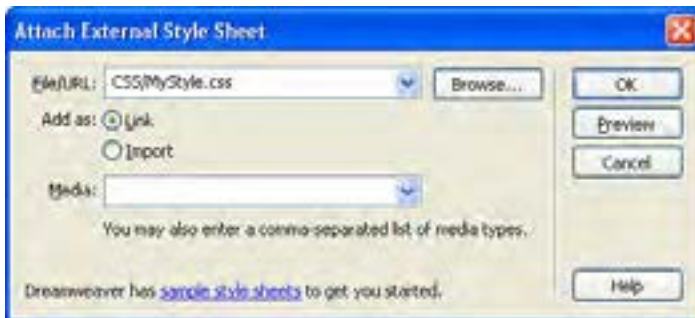 Attach External Style Sheet
File/URL: CSS/MyStyle.css Browse... OK
Add as: Link Preview
Import Cancel
Media:
You may also enter a comma-separated list of media types.
Dreamweaver has sample style sheets to get you started. Help